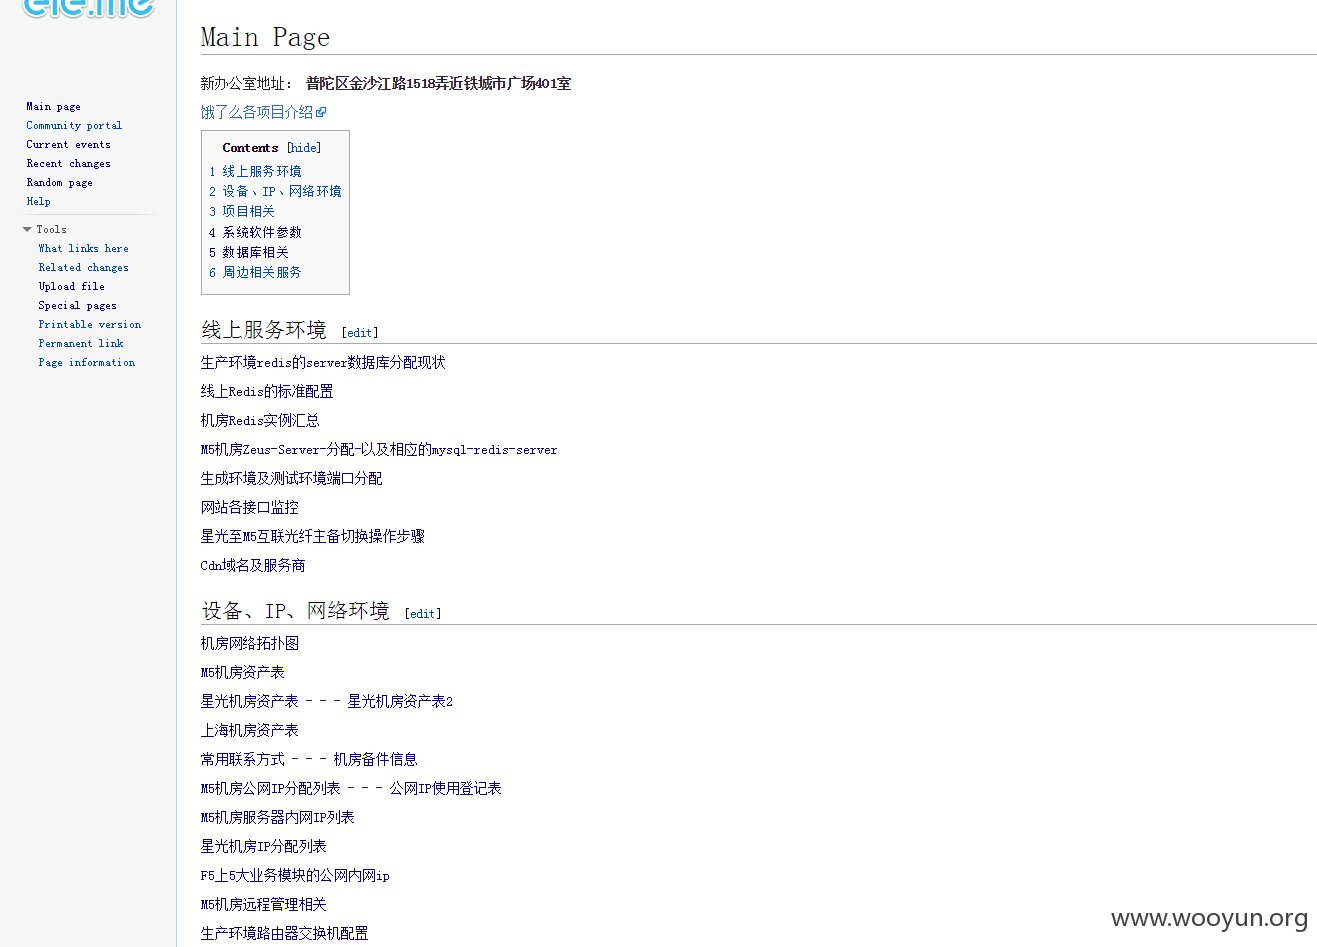 ele.me
Main page
Community portal
Current events
Recent changes
Random page
Help
Tools
What links here
Related changes
Upload file
Special pages
Printable version
Permanent link
Page information
Main Page
新办公室地址： 普陀区金沙江路1518弄近铁城市广场401室
饿了么各项目介绍
Contents [hide]
1 线上服务环境
2 设备、IP、网络环境
3 项目相关
4 系统软件参数
5 数据库相关
6 周边相关服务
线上服务环境 [edit]
生产环境redis的server数据库分配现状
线上Redis的标准配置
机房Redis实例汇总
M5机房Zeus-Server-分配-以及相应的mysql-redis-server
生成环境及测试环境端口分配
网站各接口监控
星光至M5互联光纤主备切换操作步骤
Cdn域名及服务商
设备、IP、网络环境 [edit]
机房网络拓扑图
M5机房资产表
星光机房资产表 - - - 星光机房资产表2
上海机房资产表
常用联系方式 - - - 机房备件信息
M5机房公网IP分配列表 - - - 公网IP使用登记表
M5机房服务器内网IP列表
星光机房IP分配列表
F5上5大业务模块的公网内网ip
M5机房远程管理相关
生产环境路由器交换机配置
www.wooyun.org